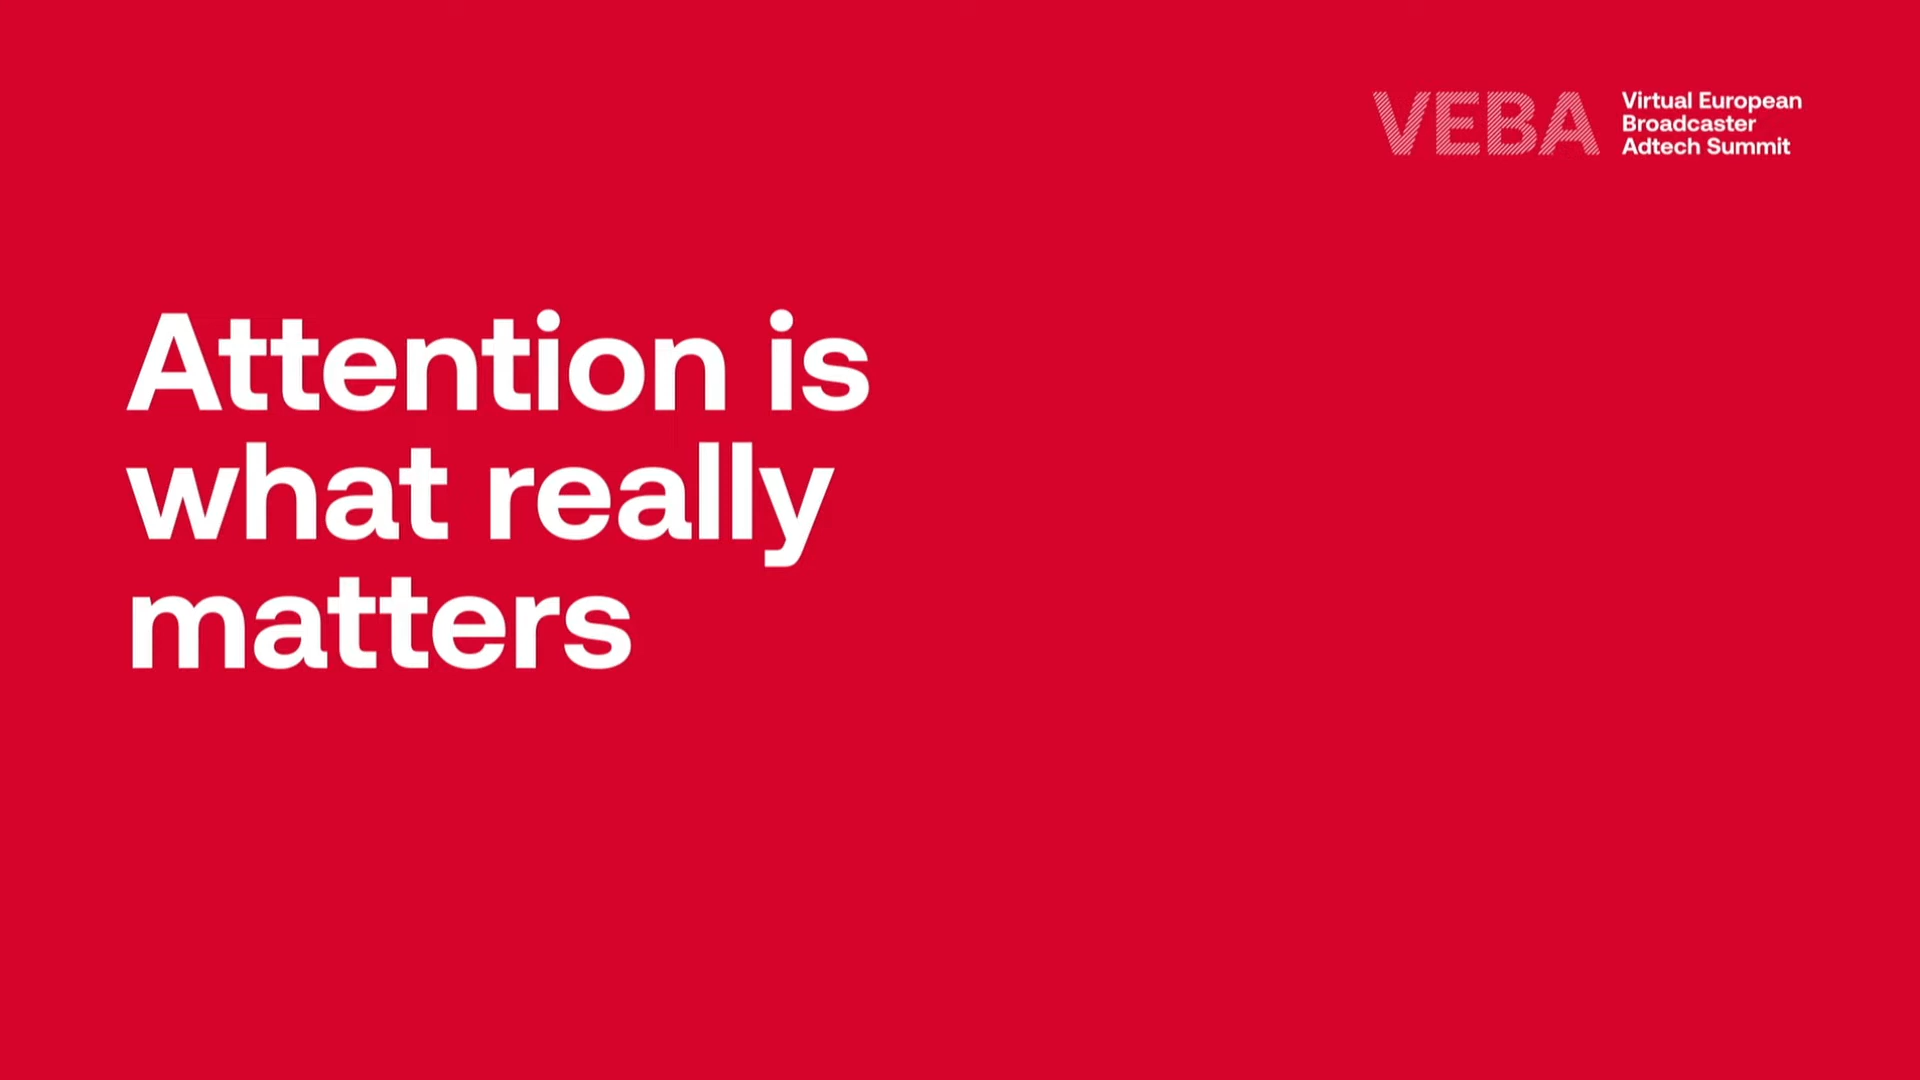 VEBA
Virtual European
Broadcaster
Adtech Summit
Attention is
what really
matters